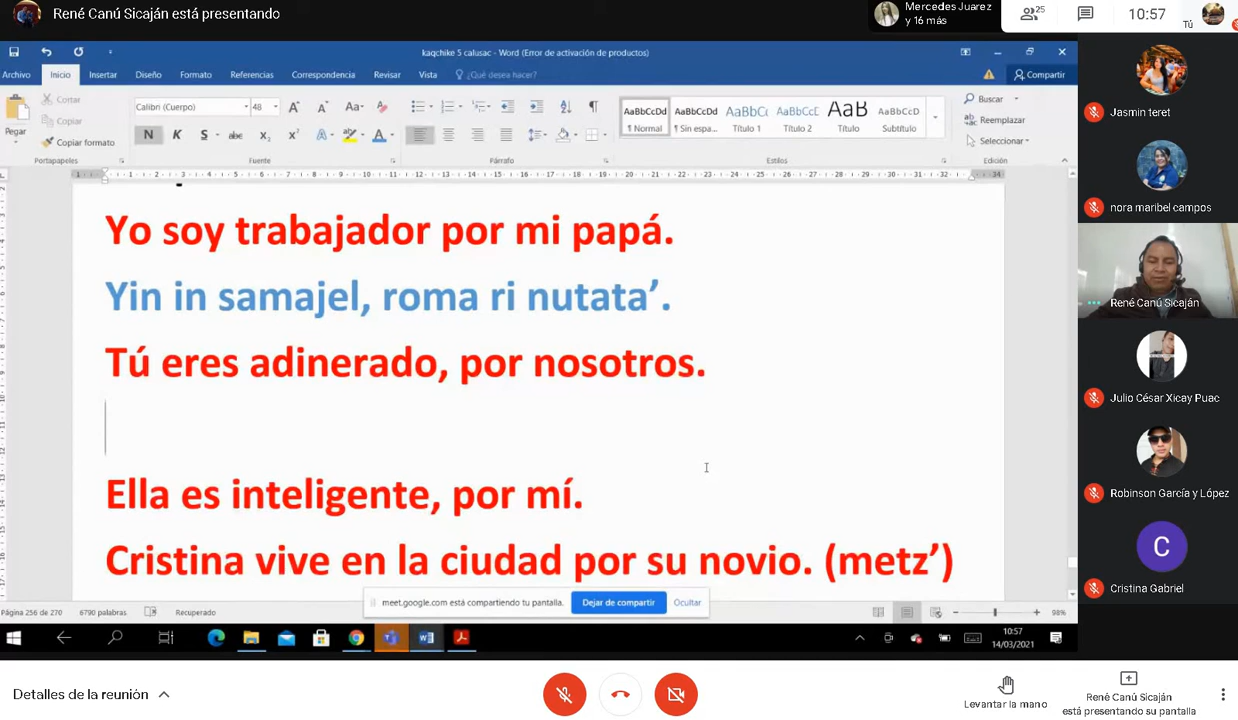 René Canú Sicaján está presentando
Mercedes Juarez
y 16 más
25
10:57
Tú
kaqchike 5 calusac - Word (Error de activación de productos)
Archivo Inicio Insertar Diseño Formato Referencias Correspondencia Revisar Vista ¿Qué desea hacer? Compartir
Pegar
Cortar
Copiar
Copiar formato
Portapapeles
Calibri (Cuerpo) 48
Fuente
Párrafo
AaBbCcDd AaBbCcDd AaBbCc AaBbCcD AaB AaBbCcD
¶ Normal ¶ Sin espa... Título 1 Título 2 Título Subtítulo
Estilos
Buscar
Reemplazar
Seleccionar
Edición
Yo soy trabajador por mi papá.
Yin in samajel, roma ri nutata’.
Tú eres adinerado, por nosotros.
Ella es inteligente, por mí.
Cristina vive en la ciudad por su novio. (metz’)
meet.google.com está compartiendo tu pantalla.
Dejar de compartir
Ocultar
Página 256 de 270 6790 palabras Recuperado
98%
10:57
14/03/2021
Jasmin teret
nora maribel campos
René Canú Sicaján
Julio César Xicay Puac
Robinson García y López
C
Cristina Gabriel
Detalles de la reunión
Levantar la mano
René Canú Sicaján
está presentando su pantalla